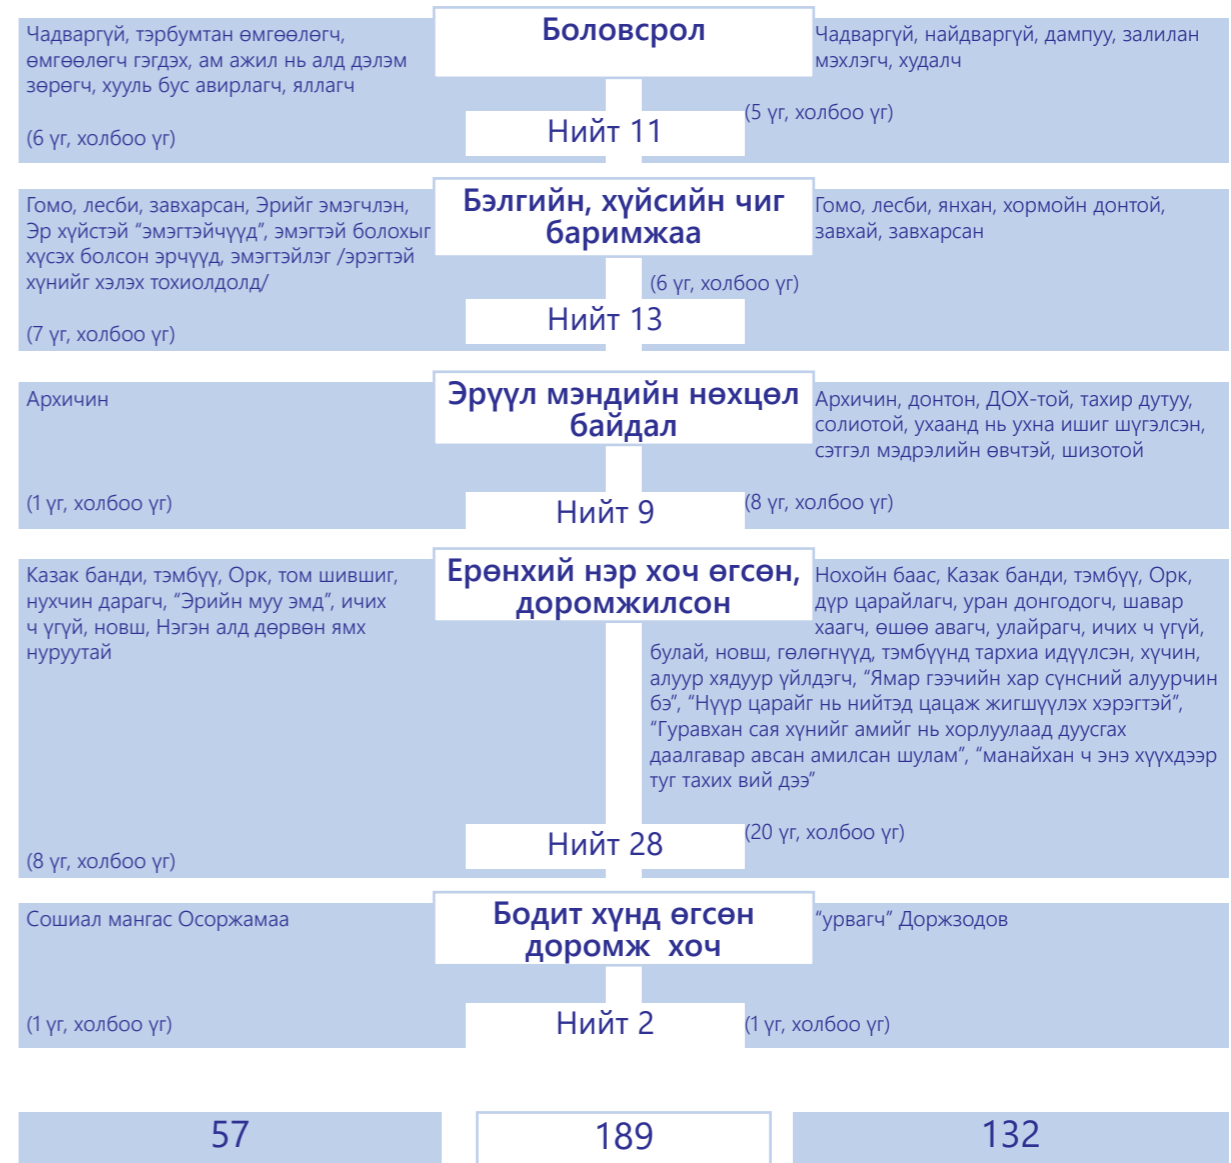 Боловсрол
Чадваргүй, тэрбумтан өмгөөлөгч,
өмгөөлөгч гэгдэх, ам ажил нь алд дэлэм
зөрөгч, хууль бус авирлагч, яллагч
(6 үг, холбоо үг)
Чадваргүй, найдваргүй, дампуу, залилан
мэхлэгч, худалч
(5 үг, холбоо үг)
Нийт 11
Бэлгийн, хүйсийн чиг
баримжаа
Гомо, лесби, завхарсан, Эрийг эмэгчлэн,
Эр хүйстэй “эмэгтэйчүүд”, эмэгтэй болохыг
хүсэх болсон эрчүүд, эмэгтэйлэг /эрэгтэй
хүнийг хэлэх тохиолдолд/
(7 үг, холбоо үг)
Гомо, лесби, янхан, хормойн донтой,
завхай, завхарсан
(6 үг, холбоо үг)
Нийт 13
Эрүүл мэндийн нөхцөл
байдал
Архичин
(1 үг, холбоо үг)
Архичин, донтон, ДОХ-той, тахир дутуу,
солиотой, ухаанд нь ухна ишиг шүгэлсэн,
сэтгэл мэдрэлийн өвчтэй, шизотой
(8 үг, холбоо үг)
Нийт 9
Ерөнхий нэр хоч өгсөн,
доромжилсон
Казак банди, тэмбүү, Орк, том шившиг,
нухчин дарагч, “Эрийн муу эмд”, ичих
ч үгүй, новш, Нэгэн алд дөрвөн ямх
нуруутай
(8 үг, холбоо үг)
Нохойн баас, Казак банди, тэмбүү, Орк,
дүр царайлагч, уран донгодогч, шавар
хаагч, өшөө авагч, улайрагч, ичих ч үгүй,
булай, новш, гөлөгнүүд, тэмбүүнд тархиа идүүлсэн, хүчин,
алуур хядуур үйлдэгч, “Ямар гээчийн хар сүнсний алуурчин
бэ”, “Нүүр царайг нь нийтэд цацаж жигшүүлэх хэрэгтэй”,
“Гуравхан сая хүнийг амийг нь хорлуулаад дуусгах
даалгавар авсан амилсан шулам”, “манайхан ч энэ хүүхдээр
туг тахих вий дээ”
(20 үг, холбоо үг)
Нийт 28
Бодит хүнд өгсөн
доромж хоч
Сошиал мангас Осоржамаа
(1 үг, холбоо үг)
“урвагч” Доржзодов
(1 үг, холбоо үг)
Нийт 2
57
189
132